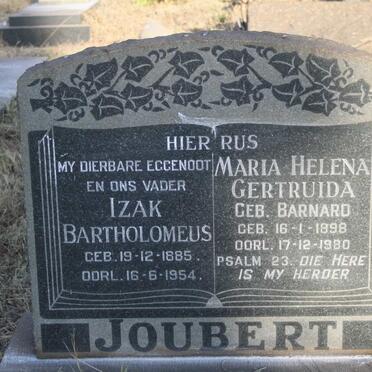 HIER RUS
MY DIERBARE EGGENOOT
EN ONS VADER
IZAK
BARTHOLOMEUS
GEB. 19-12-1885.
OORL. 16-6-1954.
MARIA HELENA
GERTRUIDA
GEB. BARNARD
GEB. 16-1-1898
OORL. 17-12-1980
PSALM 23. DIE HERE
IS MY HERDER
JOUBERT